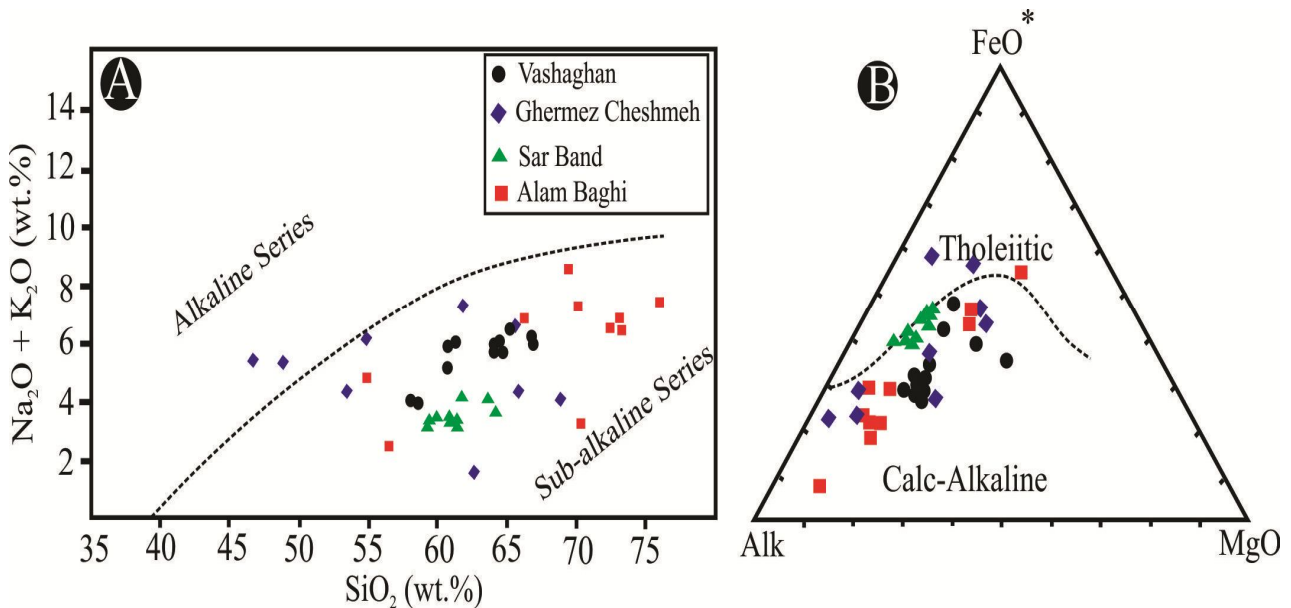 A
Vashaghan
Ghermez Cheshmeh
Sar Band
Alam Baghi
Alkaline Series
Sub-alkaline Series
Na₂O + K₂O (wt.%)
14
12
10
8
6
4
2
35 40 45 50 55 60 65 70 75
SiO₂ (wt.%)
B
FeO*
Tholeiitic
Calc-Alkaline
Alk
MgO